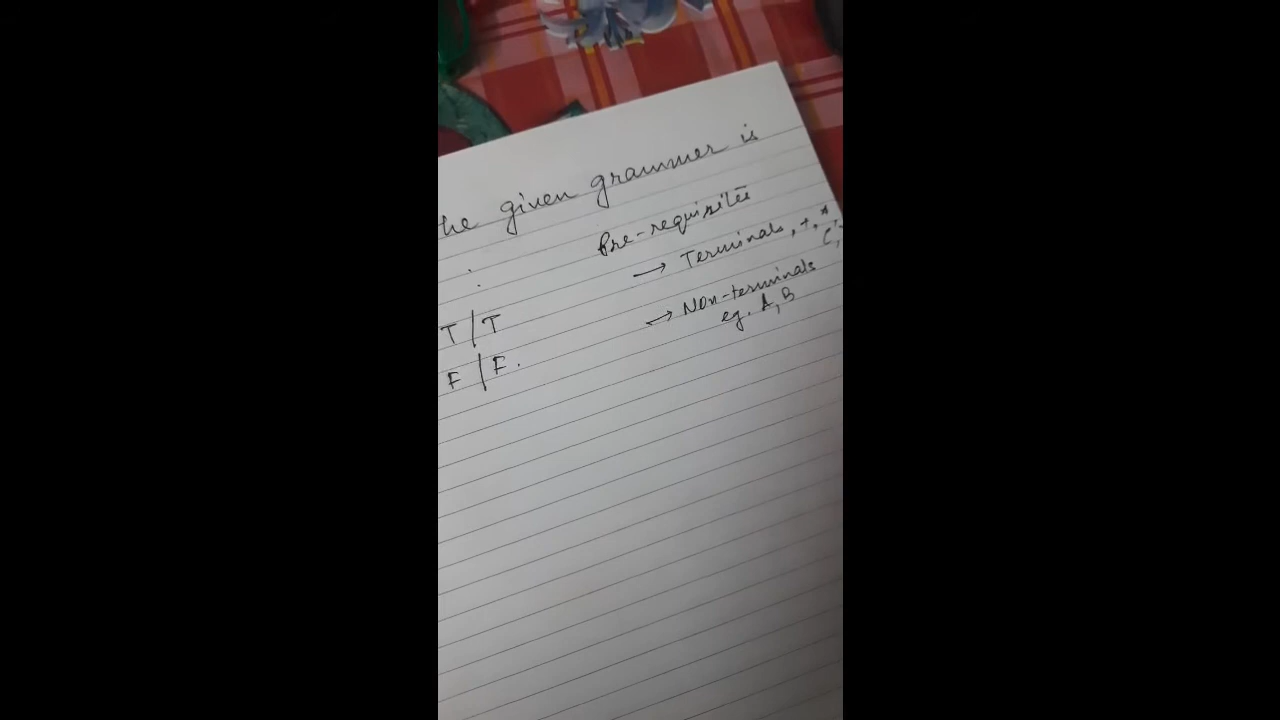 he given grammer is
Pre-requisites
→ Terminals, +, *
T / T
→ Non-terminals
eg. A, B
F / F.